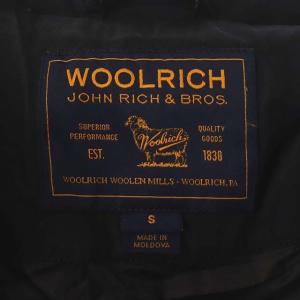 WOOLRICH
JOHN RICH & BROS.
SUPERIOR PERFORMANCE
QUALITY GOODS
Woolrich
EST.
1830
WOOLRICH WOOLEN MILLS - WOOLRICH, PA
S
MADE IN
MOLDOVA